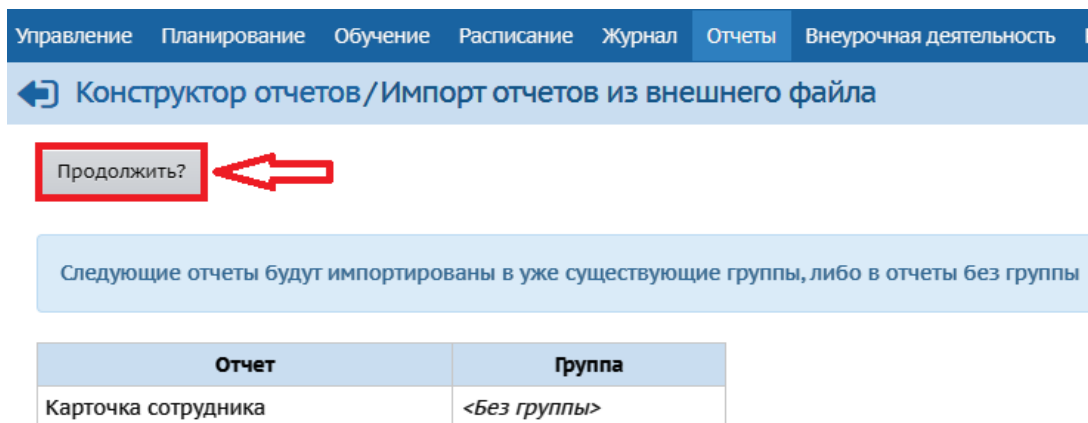 Управление Планирование Обучение Расписание Журнал Отчеты Внеурочная деятельность
Конструктор отчетов/Импорт отчетов из внешнего файла
Продолжить?
Следующие отчеты будут импортированы в уже существующие группы, либо в отчеты без группы
Отчет Группа
Карточка сотрудника <Без группы>